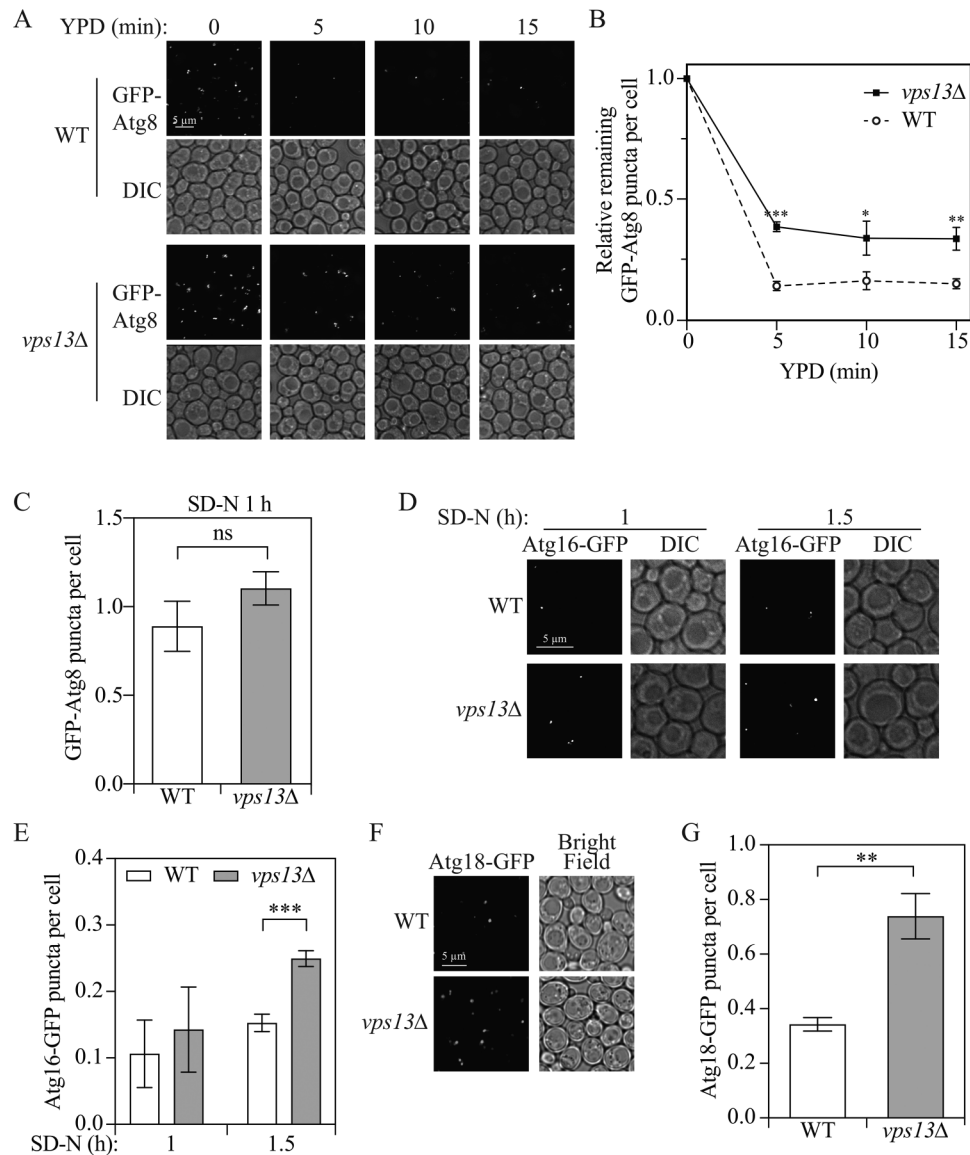 A
YPD (min):
0
5
10
15
WT
GFP-
Atg8
5 µm
DIC
vps13Δ
GFP-
Atg8
DIC
B
Relative remaining
GFP-Atg8 puncta per cell
1.0
0.5
0.0
vps13Δ
WT
***
*
**
0
5
10
15
YPD (min)
C
SD-N 1 h
GFP-Atg8 puncta per cell
1.5
1.0
0.5
0.0
ns
WT
vps13Δ
D
SD-N (h):
1
1.5
Atg16-GFP DIC
Atg16-GFP DIC
WT
5 µm
vps13Δ
E
Atg16-GFP puncta per cell
0.4
0.3
0.2
0.1
0.0
WT
vps13Δ
***
SD-N (h):
1
1.5
F
Atg18-GFP
Bright
Field
WT
5 µm
vps13Δ
G
Atg18-GFP puncta per cell
1.0
0.8
0.6
0.4
0.2
0.0
**
WT
vps13Δ